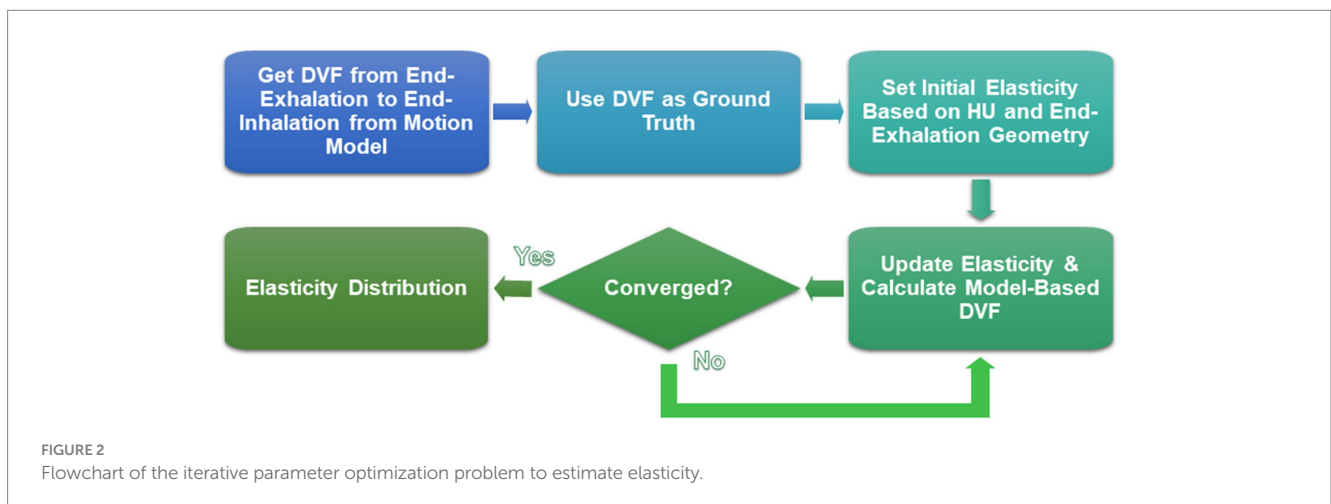 Get DVF from End-
Exhalation to End-
Inhalation from Motion
Model
Use DVF as Ground
Truth
Set Initial Elasticity
Based on HU and End-
Exhalation Geometry
Update Elasticity &
Calculate Model-Based
DVF
Converged?
Yes
No
Elasticity Distribution
FIGURE 2
Flowchart of the iterative parameter optimization problem to estimate elasticity.